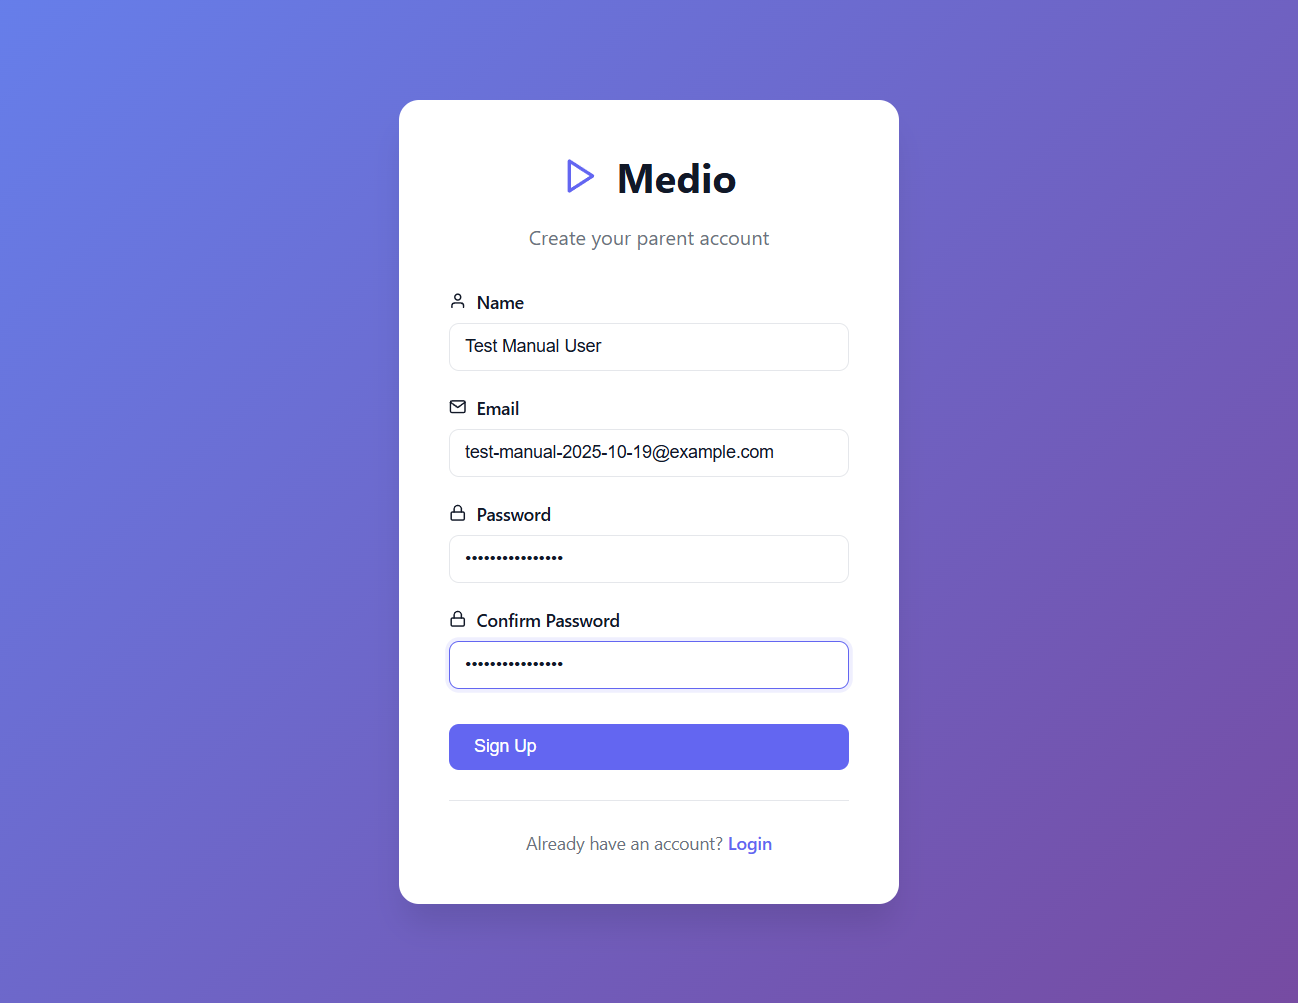 Medio
Create your parent account
Name
Test Manual User
Email
test-manual-2025-10-19@example.com
Password
••••••••••••••••
Confirm Password
••••••••••••••••
Sign Up
Already have an account? Login